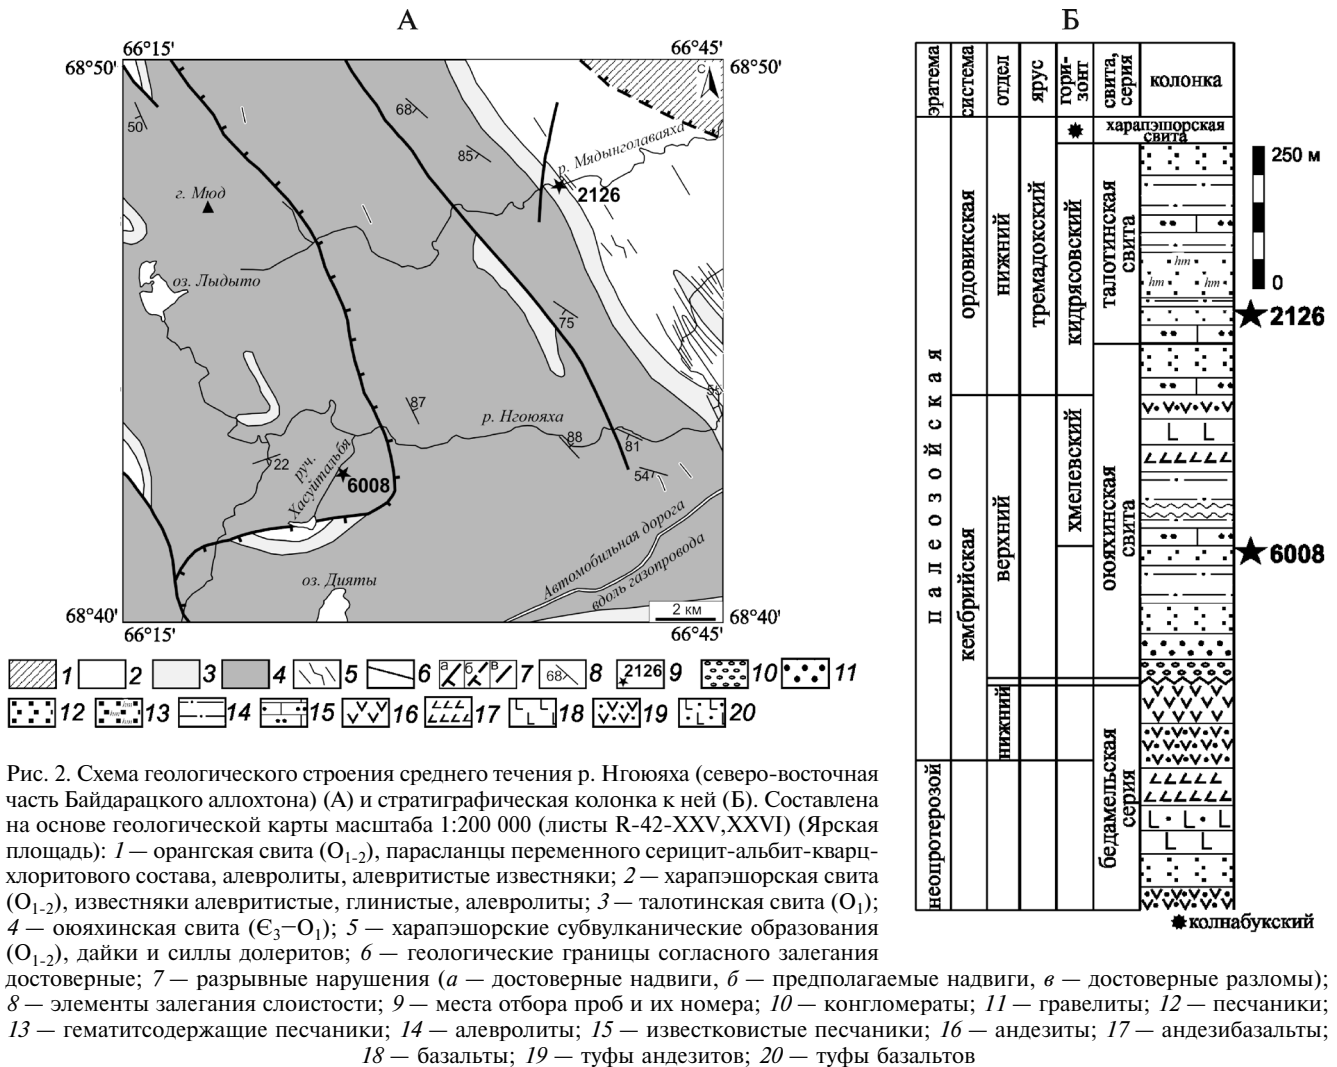 А
Б
66°15'
66°45'
68°50'
68°50'
С
50
68
85
р. Мядынголаваяха
2126
г. Мюд
оз. Лыдыто
75
55
87
р. Нгоюяха
88
81
22
54
руч.
Хасуйтальбя
6008
Автомобильная дорога
вдоль газопровода
оз. Дияты
2 км
68°40'
68°40'
66°15'
66°45'
1 2 3 4 5 6 а б в 7 68 8 2126 9 10 11
12 hm hm 13 14 15 16 17 18 19 20
эратема
система
отдел
ярус
гори-
зонт
свита,
серия
колонка
палеозойская
неопротерозой
ордовикская
кембрийская
нижний
верхний
нижний
тремадокский
кидрясовский
хмелевский
харапэшорская
свита
талотинская
свита
оюяхинская
свита
бедамельская
серия
hm
hm
hm
250 м
0
2126
6008
колнабукский
Рис. 2. Схема геологического строения среднего течения р. Нгоюяха (северо-восточная
часть Байдарацкого аллохтона) (А) и стратиграфическая колонка к ней (Б). Составлена
на основе геологической карты масштаба 1:200 000 (листы R-42-XXV,XXVI) (Ярская
площадь): 1 — орангская свита (O1-2), парасланцы переменного серицит-альбит-кварц-
хлоритового состава, алевролиты, алевритистые известняки; 2 — харапэшорская свита
(O1-2), известняки алевритистые, глинистые, алевролиты; 3 — талотинская свита (O1);
4 — оюяхинская свита (Є3—O1); 5 — харапэшорские субвулканические образования
(O1-2), дайки и силлы долеритов; 6 — геологические границы согласного залегания
достоверные; 7 — разрывные нарушения (а — достоверные надвиги, б — предполагаемые надвиги, в — достоверные разломы);
8 — элементы залегания слоистости; 9 — места отбора проб и их номера; 10 — конгломераты; 11 — гравелиты; 12 — песчаники;
13 — гематитсодержащие песчаники; 14 — алевролиты; 15 — известковистые песчаники; 16 — андезиты; 17 — андезибазальты;
18 — базальты; 19 — туфы андезитов; 20 — туфы базальтов